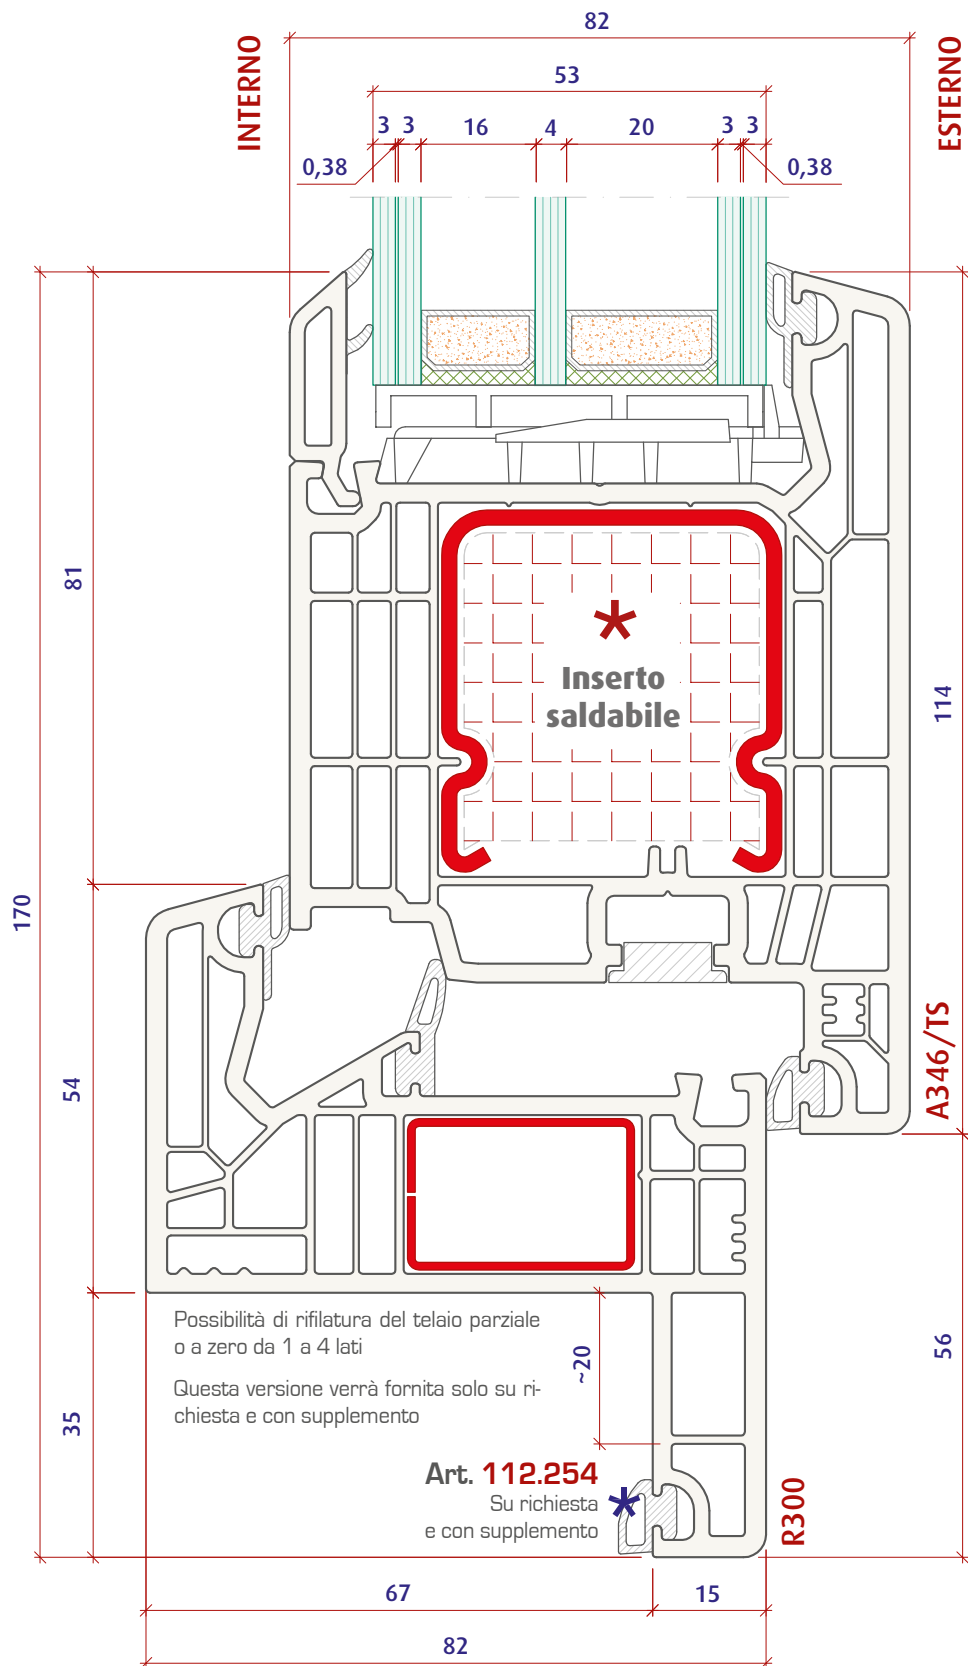 82
INTERNO
ESTERNO
53
3 3 16 4 20 3 3
0,38
0,38
81
114
*
Inserto
saldabile
170
A346/TS
54
Possibilità di rifilatura del telaio parziale
o a zero da 1 a 4 lati
Questa versione verrà fornita solo su ri-
chiesta e con supplemento
~20
56
35
Art. 112.254
*
Su richiesta
e con supplemento
R300
67
15
82